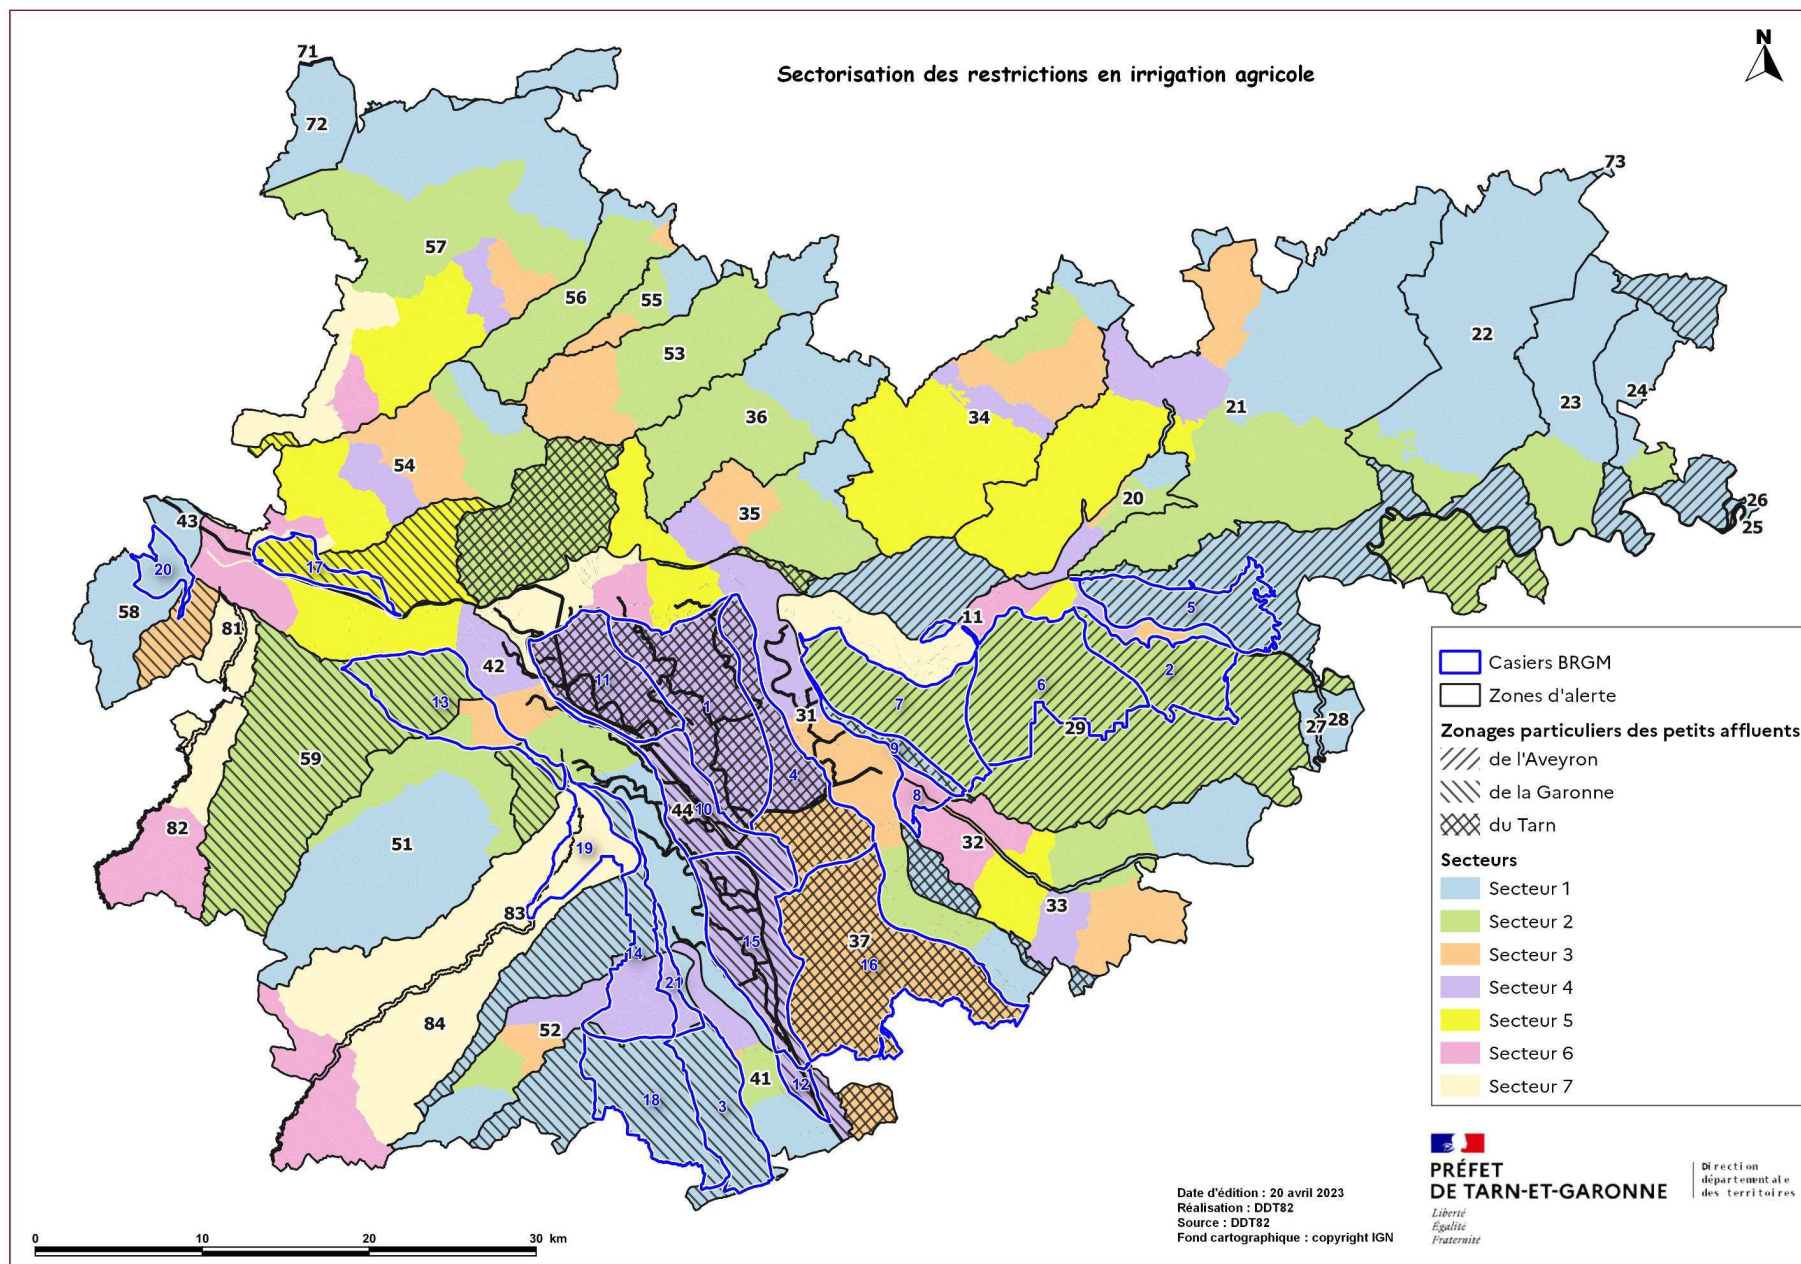 71
N
Sectorisation des restrictions en irrigation agricole
72
73
57
56
55
22
53
24
23
21
36
34
54
20
35
26
25
43
20
17
5
58
11
81
42
2
11
6
13
1
7
31
29
27
28
9
59
4
8
44
10
82
32
51
19
33
83
15
37
14
16
21
84
52
41
12
18
3
Casiers BRGM
Zones d'alerte
Zonages particuliers des petits affluents
de l'Aveyron
de la Garonne
du Tarn
Secteurs
Secteur 1
Secteur 2
Secteur 3
Secteur 4
Secteur 5
Secteur 6
Secteur 7
PRÉFET
DE TARN-ET-GARONNE
Liberté
Égalité
Fraternité
Direction
départementale
des territoires
Date d'édition : 20 avril 2023
Réalisation : DDT82
Source : DDT82
Fond cartographique : copyright IGN
0 10 20 30 km